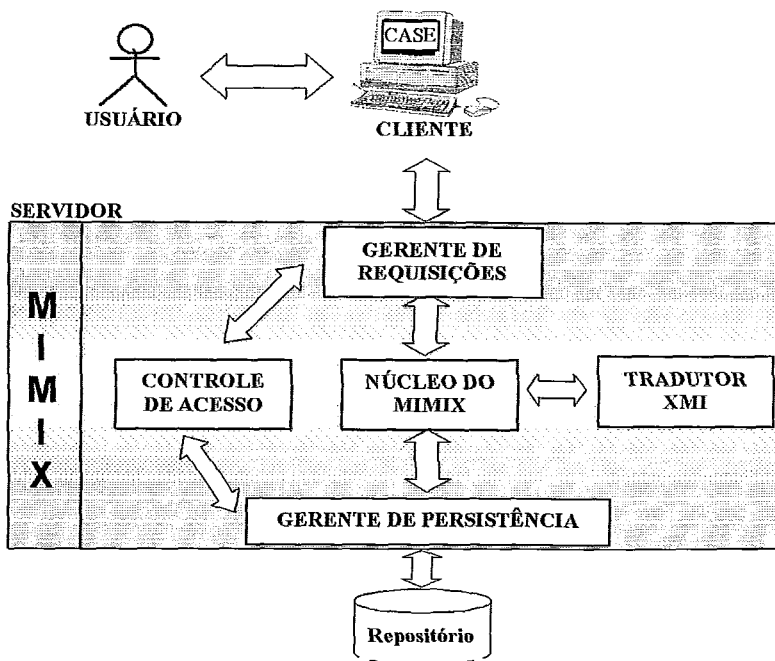 CASE
USUÁRIO
CLIENTE
SERVIDOR
MIMIX
GERENTE DE
REQUISIÇÕES
CONTROLE
DE ACESSO
NÚCLEO DO
MIMIX
TRADUTOR
XMI
GERENTE DE PERSISTÊNCIA
Repositório